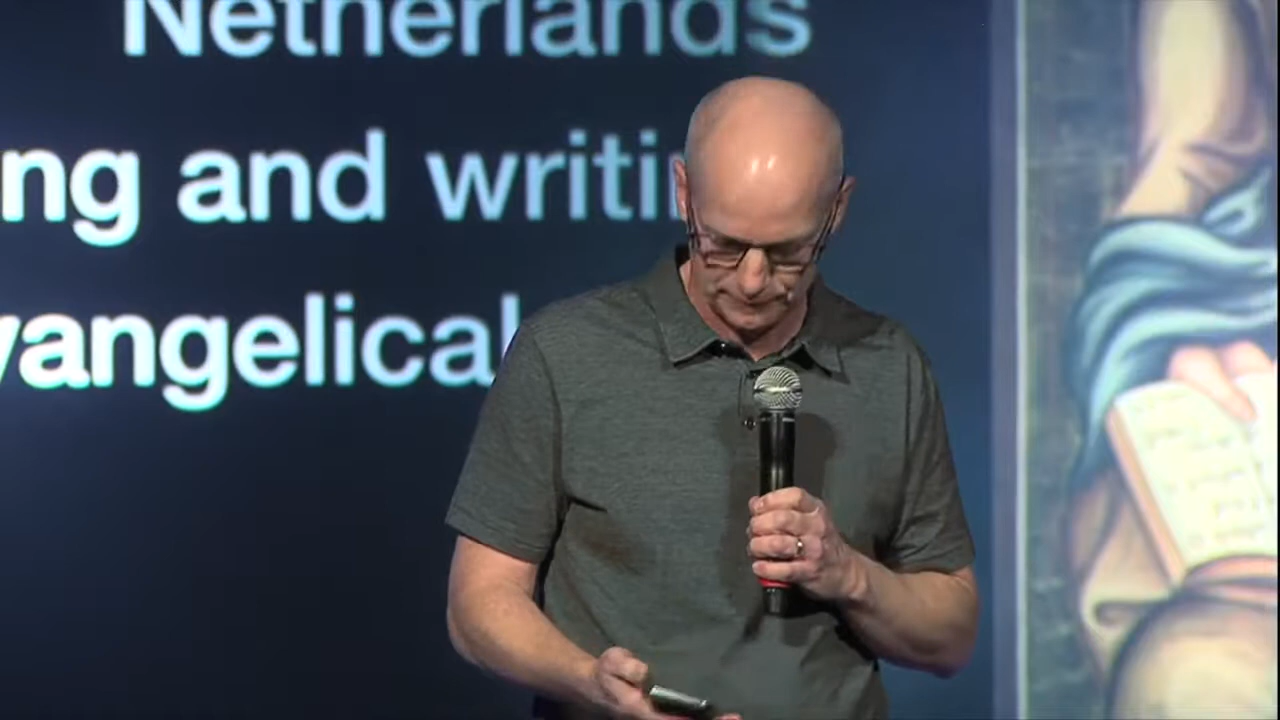 Netherlands
ng and writi
vangelical